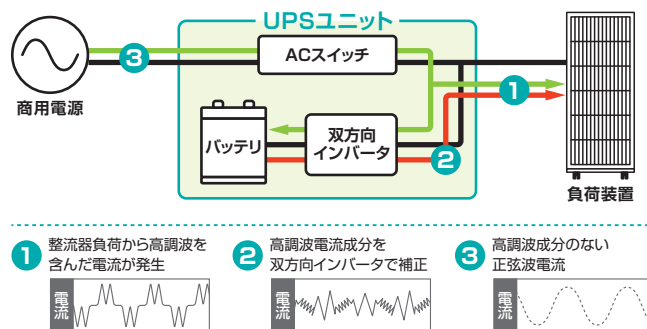 UPSユニット
ACスイッチ
3
商用電源
1
バッテリ
双方向
インバータ
2
負荷装置
1 整流器負荷から高調波を
含んだ電流が発生
電流
2 高調波電流成分を
双方向インバータで補正
電流
3 高調波成分のない
正弦波電流
電流